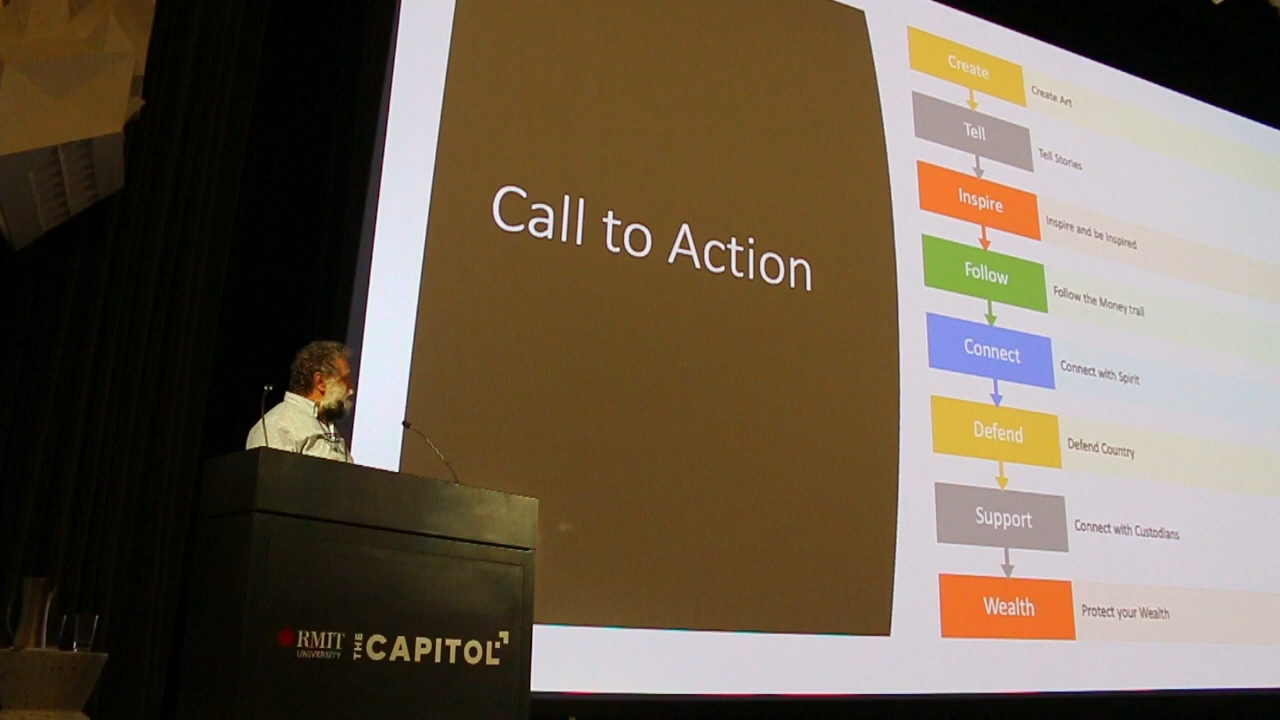 Call to Action
Create
Create Art
Tell
Tell Stories
Inspire
Inspire and be Inspired
Follow
Follow the Money trail
Connect
Connect with Spirit
Defend
Defend Country
Support
Connect with Custodians
Wealth
Protect your Wealth
RMIT
UNIVERSITY
THE CAPITOL